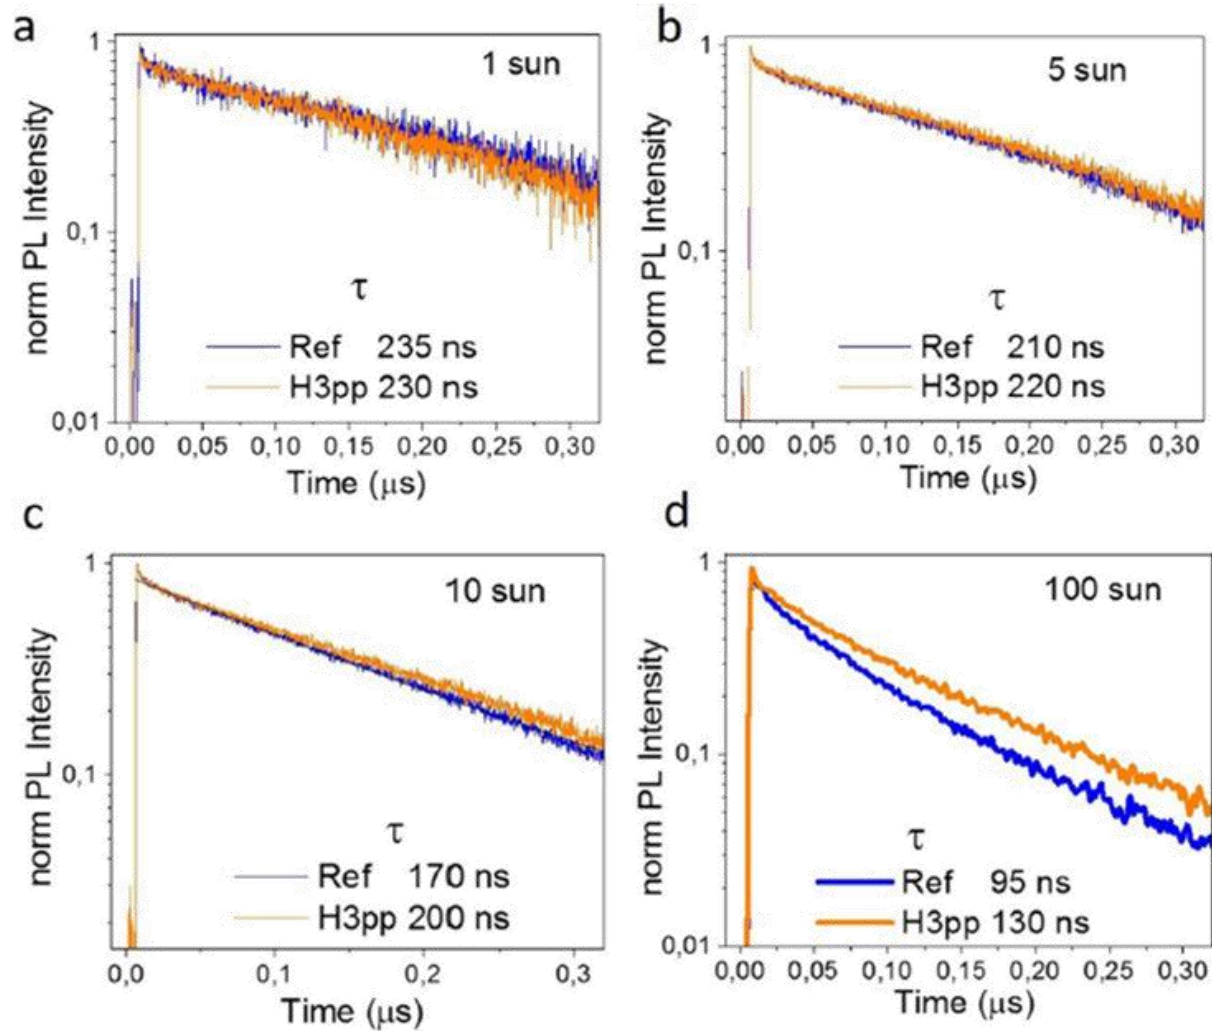 a
1 sun
norm PL Intensity
1
0,1
0,01
τ
Ref 235 ns
H3pp 230 ns
0,00 0,05 0,10 0,15 0,20 0,25 0,30
Time (μs)
b
5 sun
norm PL Intensity
1
0,1
τ
Ref 210 ns
H3pp 220 ns
0,00 0,05 0,10 0,15 0,20 0,25 0,30
Time (μs)
c
10 sun
norm PL Intensity
1
0,1
τ
Ref 170 ns
H3pp 200 ns
0,0 0,1 0,2 0,3
Time (μs)
d
100 sun
norm PL Intensity
1
0,1
0,01
τ
Ref 95 ns
H3pp 130 ns
0,00 0,05 0,10 0,15 0,20 0,25 0,30
Time (μs)